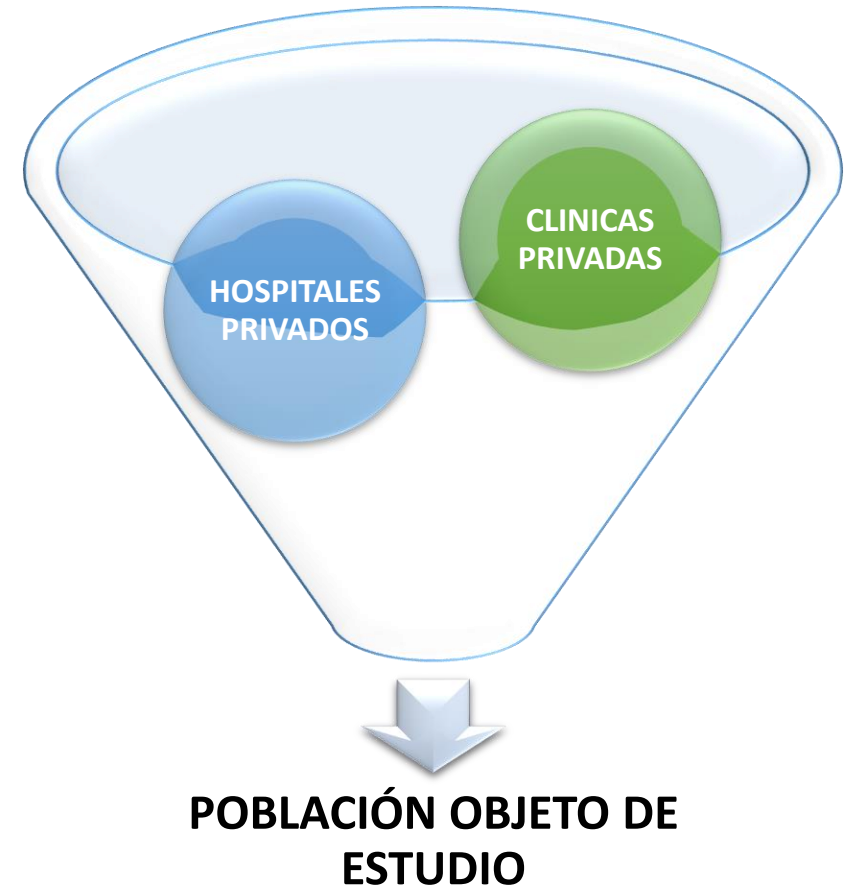 CLINICAS
PRIVADAS
HOSPITALES
PRIVADOS
POBLACIÓN OBJETO DE
ESTUDIO